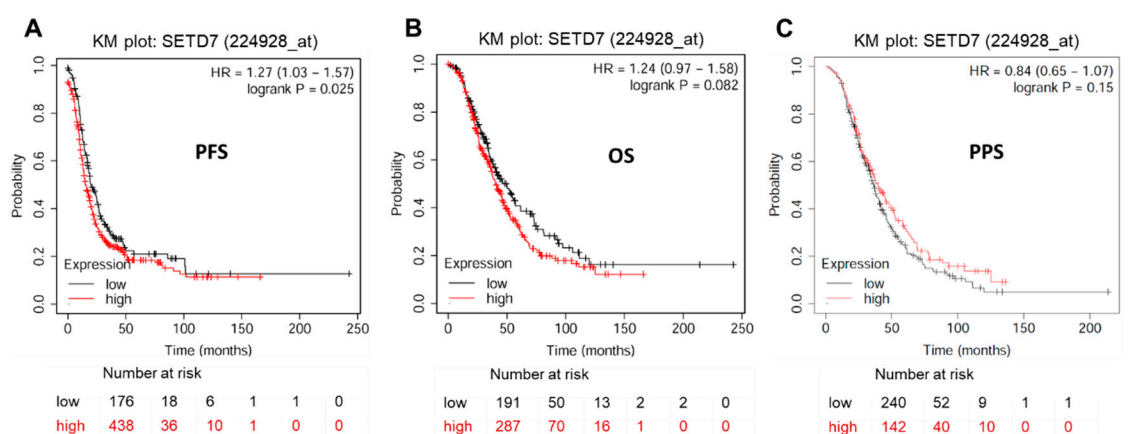 A
KM plot: SETD7 (224928_at)
HR = 1.27 (1.03 – 1.57)
logrank P = 0.025
PFS
Probability
1.0
0.8
0.6
0.4
0.2
0.0
Expression
low
high
0 50 100 150 200 250
Time (months)
Number at risk
low 176 18 6 1 1 0
high 438 36 10 1 0 0
B
KM plot: SETD7 (224928_at)
HR = 1.24 (0.97 – 1.58)
logrank P = 0.082
OS
Probability
1.0
0.8
0.6
0.4
0.2
0.0
Expression
low
high
0 50 100 150 200 250
Time (months)
Number at risk
low 191 50 13 2 2 0
high 287 70 16 1 0 0
C
KM plot: SETD7 (224928_at)
HR = 0.84 (0.65 – 1.07)
logrank P = 0.15
PPS
Probability
1.0
0.8
0.6
0.4
0.2
0.0
Expression
low
high
0 50 100 150 200
Time (months)
Number at risk
low 240 52 9 1 1
high 142 40 10 0 0